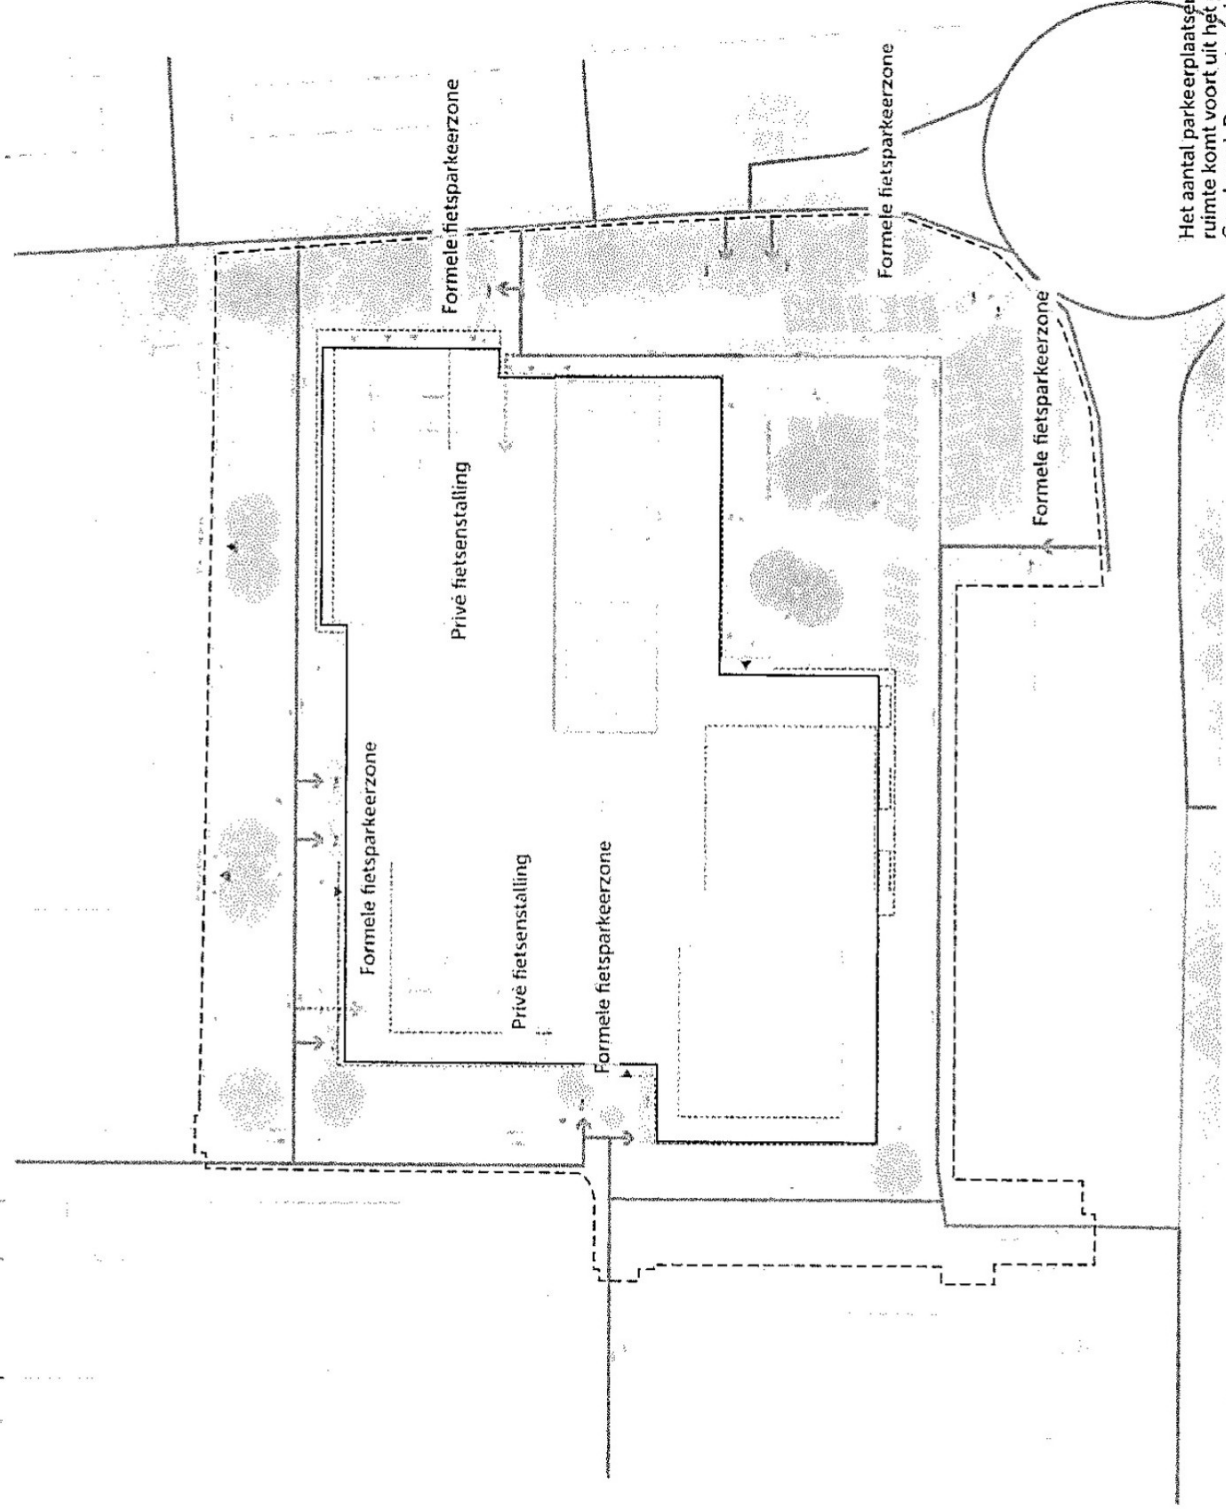 Formele fietsparkeerzone
Formele fietsparkeerzone
Formele fietsparkeerzone
Privé fietsenstalling
Formele fietsparkeerzone
Privé fietsenstalling
Formele fietsparkeerzone
Het aantal parkeerplaatsen
ruimte komt voort uit het